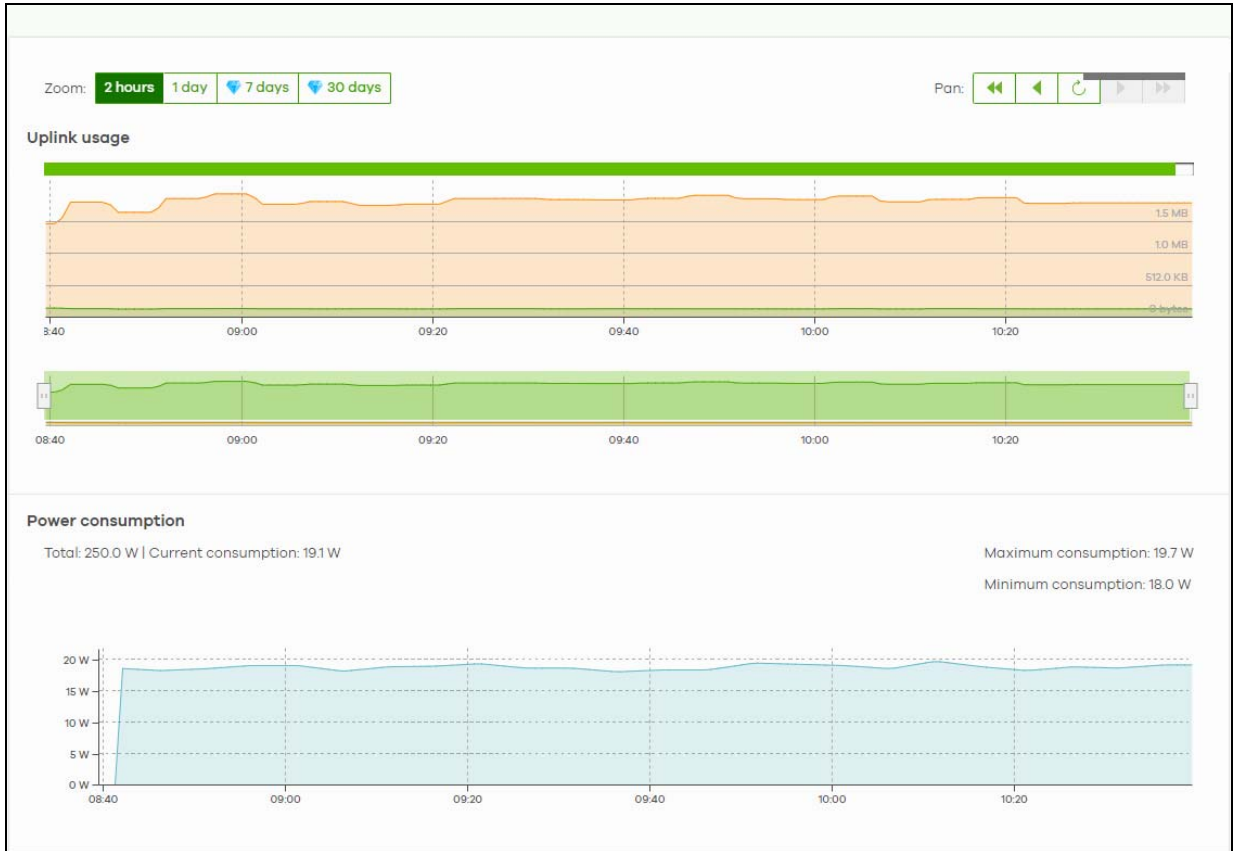 Zoom: 2 hours 1 day 7 days 30 days Pan:
Uplink usage
1.5 MB
1.0 MB
512.0 KB
0 bytes
8:40 09:00 09:20 09:40 10:00 10:20
08:40 09:00 09:20 09:40 10:00 10:20
Power consumption
Total: 250.0 W | Current consumption: 19.1 W Maximum consumption: 19.7 W
Minimum consumption: 18.0 W
20 W
15 W
10 W
5 W
0 W
08:40 09:00 09:20 09:40 10:00 10:20